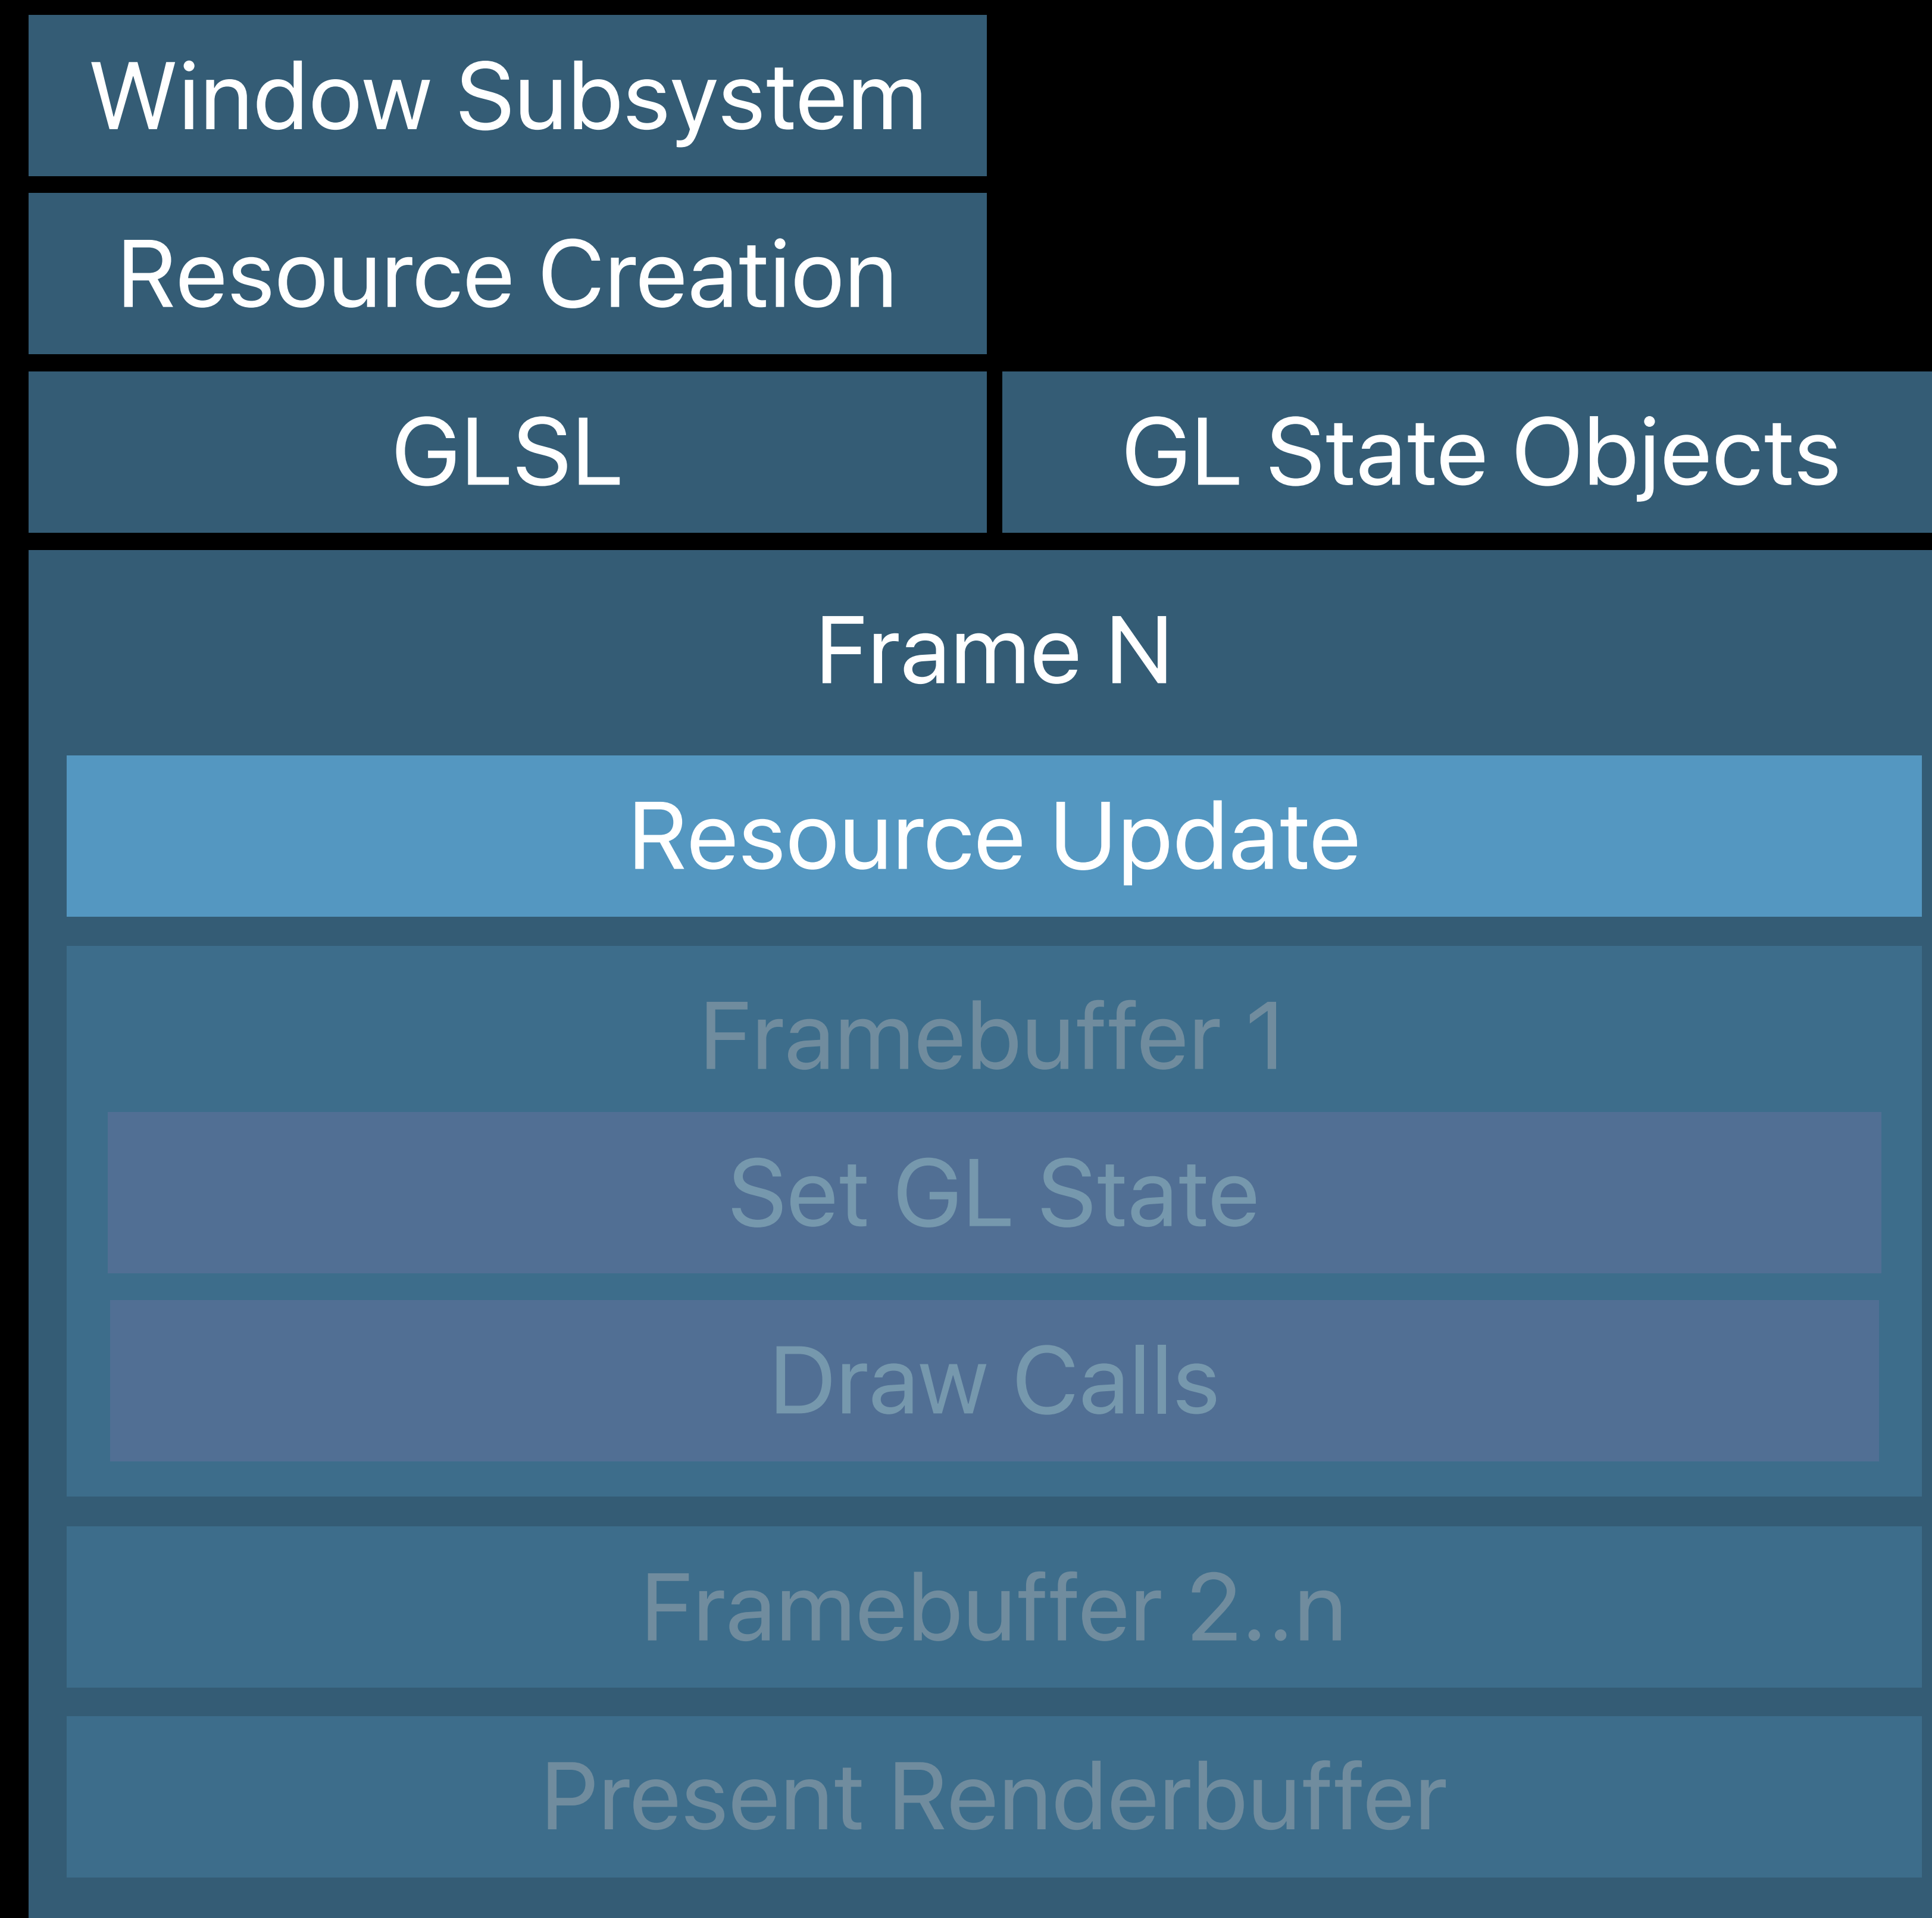 Window Subsystem
Resource Creation
GLSL
GL State Objects
Frame N
Resource Update
Framebuffer 1
Set GL State
Draw Calls
Framebuffer 2..n
Present Renderbuffer